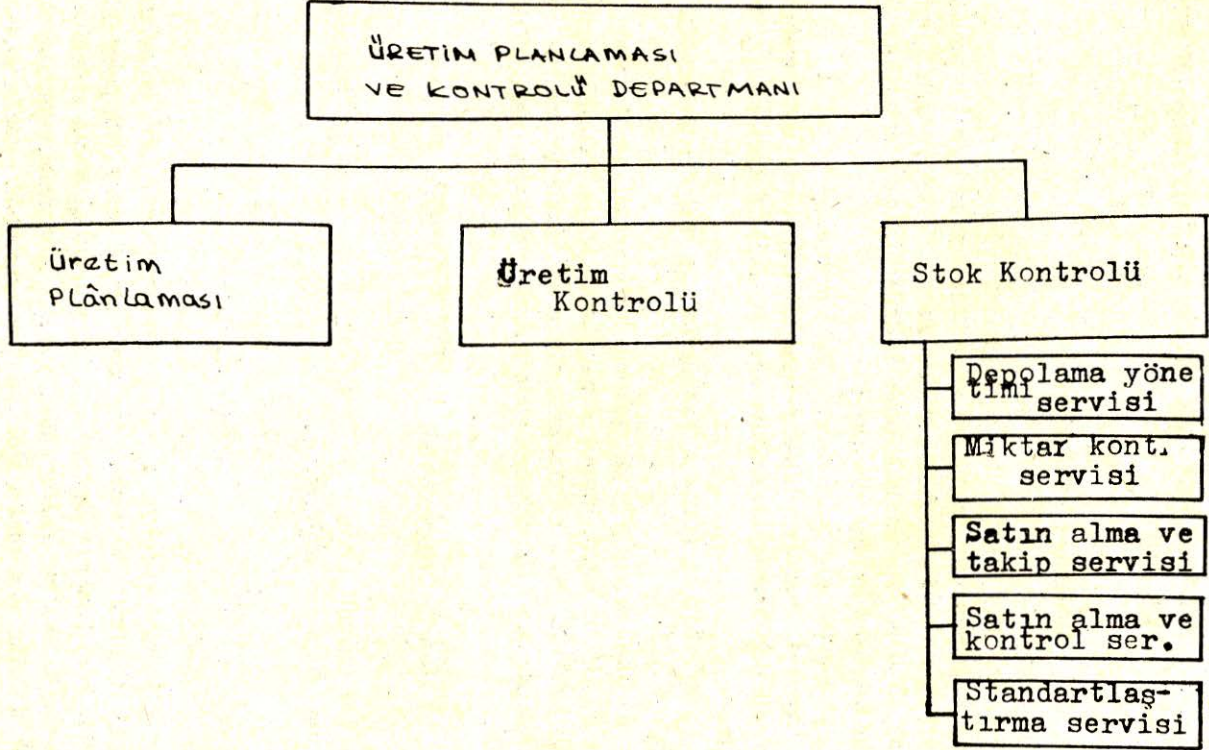 ÜRETİM PLANLAMASI
VE KONTROLÜ DEPARTMANI
Üretim
Plânlaması
Üretim
Kontrolü
Stok Kontrolü
Depolama yöne
timi
servisi
Miktar kont.
servisi
Satın alma ve
takip servisi
Satın alma ve
kontrol ser.
Standartlaş-
tırma servisi